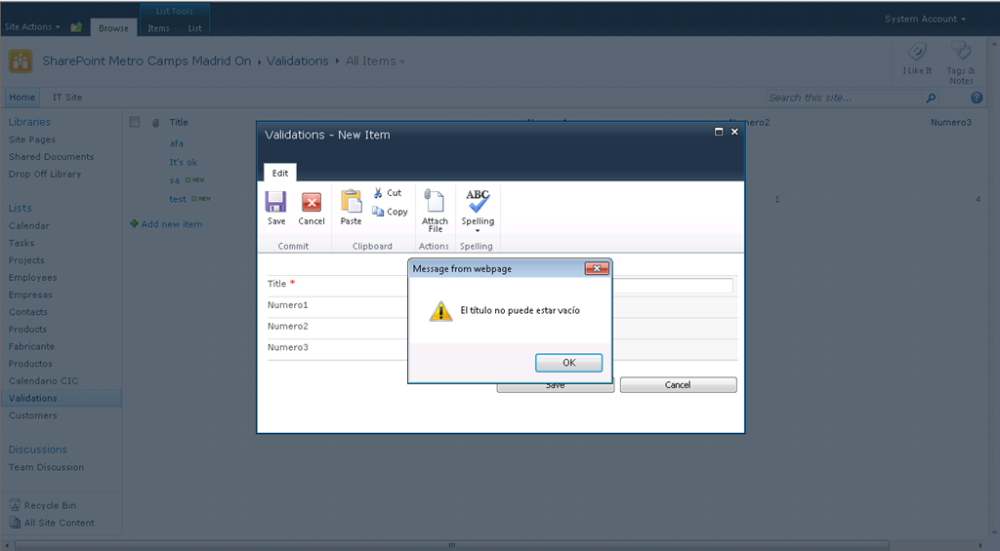 List Tools
Site Actions
Browse
Items
List
System Account
SharePoint Metro Camps Madrid On
Validations
All Items
I Like It
Tags &
Notes
Home
IT Site
Search this site...
Libraries
Site Pages
Shared Documents
Drop Off Library
Lists
Calendar
Tasks
Projects
Employees
Empresas
Contacts
Products
Fabricante
Productos
Calendario CIC
Validations
Customers
Discussions
Team Discussion
Recycle Bin
All Site Content
Title
Numero3
afa
It's ok
sa NEW
test NEW
1
4
Add new item
Validations - New Item
Edit
Save
Cancel
Paste
Cut
Copy
Attach
File
ABC
Spelling
Commit
Clipboard
Actions
Spelling
Title *
Numero1
Numero2
Numero3
Message from webpage
El título no puede estar vacío
OK
Save
Cancel